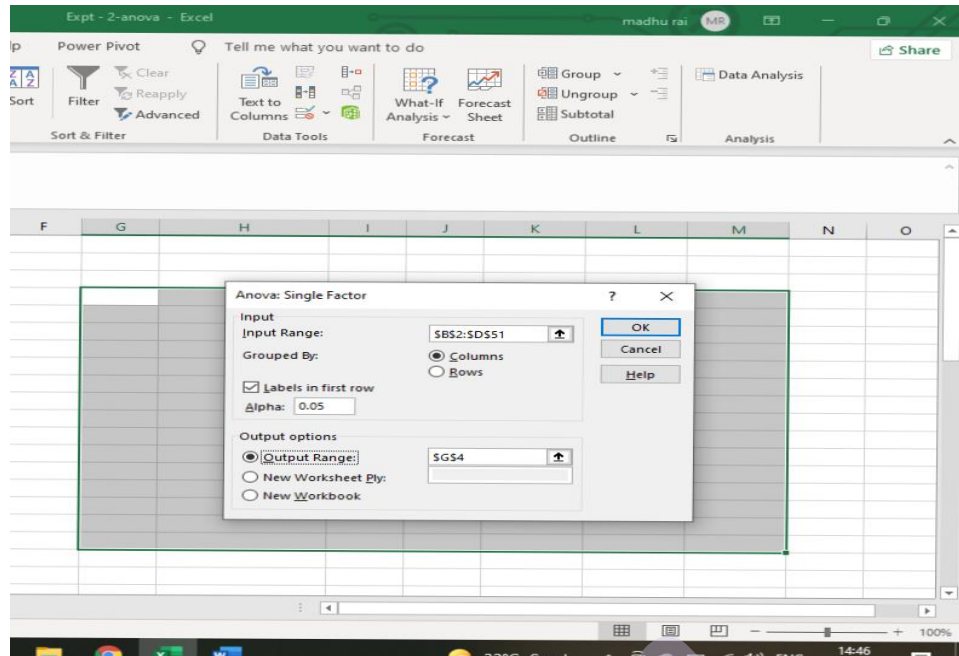 Expt - 2-anova - Excel
madhu rai MR
Power Pivot
Tell me what you want to do
Share
Sort
Filter
Clear
Reapply
Advanced
Sort & Filter
Text to
Columns
Data Tools
What-If
Analysis
Forecast
Sheet
Forecast
Group
Ungroup
Subtotal
Outline
Data Analysis
Analysis
F G H I J K L M N O
Anova: Single Factor ? ×
Input
Input Range: $B$2:$D$51
Grouped By: Columns
Rows
Labels in first row
Alpha: 0.05
OK
Cancel
Help
Output options
Output Range: $G$4
New Worksheet Ply:
New Workbook
100%
14:46